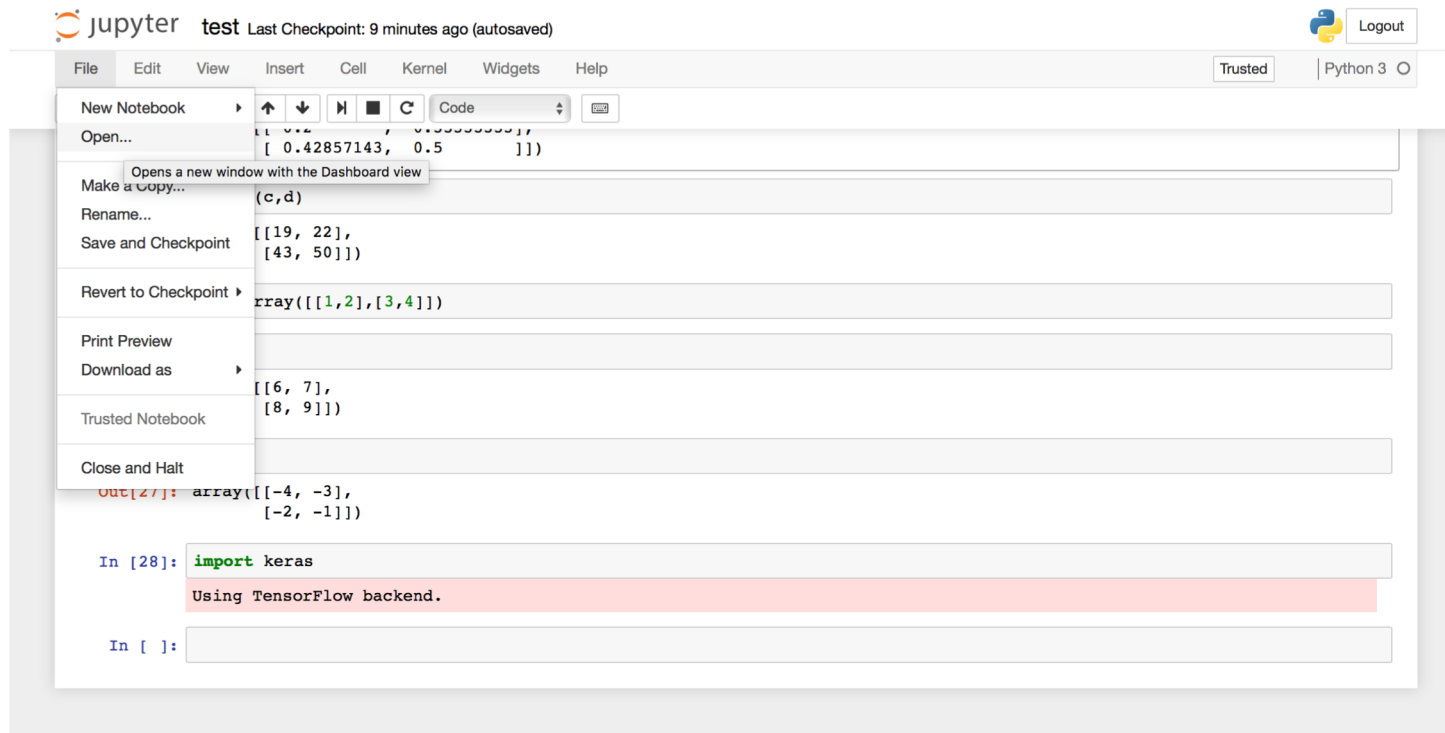 jupyter test Last Checkpoint: 9 minutes ago (autosaved) Logout
File Edit View Insert Cell Kernel Widgets Help Trusted Python 3
New Notebook Code
Open...
[ 0.42857143, 0.5 ]])
Opens a new window with the Dashboard view
Make a Copy...
(c,d)
Rename...
[[19, 22],
Save and Checkpoint
[43, 50]])
Revert to Checkpoint
rray([[1,2],[3,4]])
Print Preview
Download as
[[6, 7],
[8, 9]])
Trusted Notebook
Close and Halt
Out[27]: array([[-4, -3],
[-2, -1]])
In [28]: import keras
Using TensorFlow backend.
In [ ]: